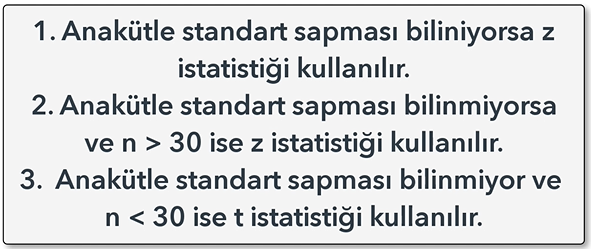 1. Anakütle standart sapması biliniyorsa z
istatistiği kullanılır.
2. Anakütle standart sapması bilinmiyorsa
ve n > 30 ise z istatistiği kullanılır.
3. Anakütle standart sapması bilinmiyor ve
n < 30 ise t istatistiği kullanılır.